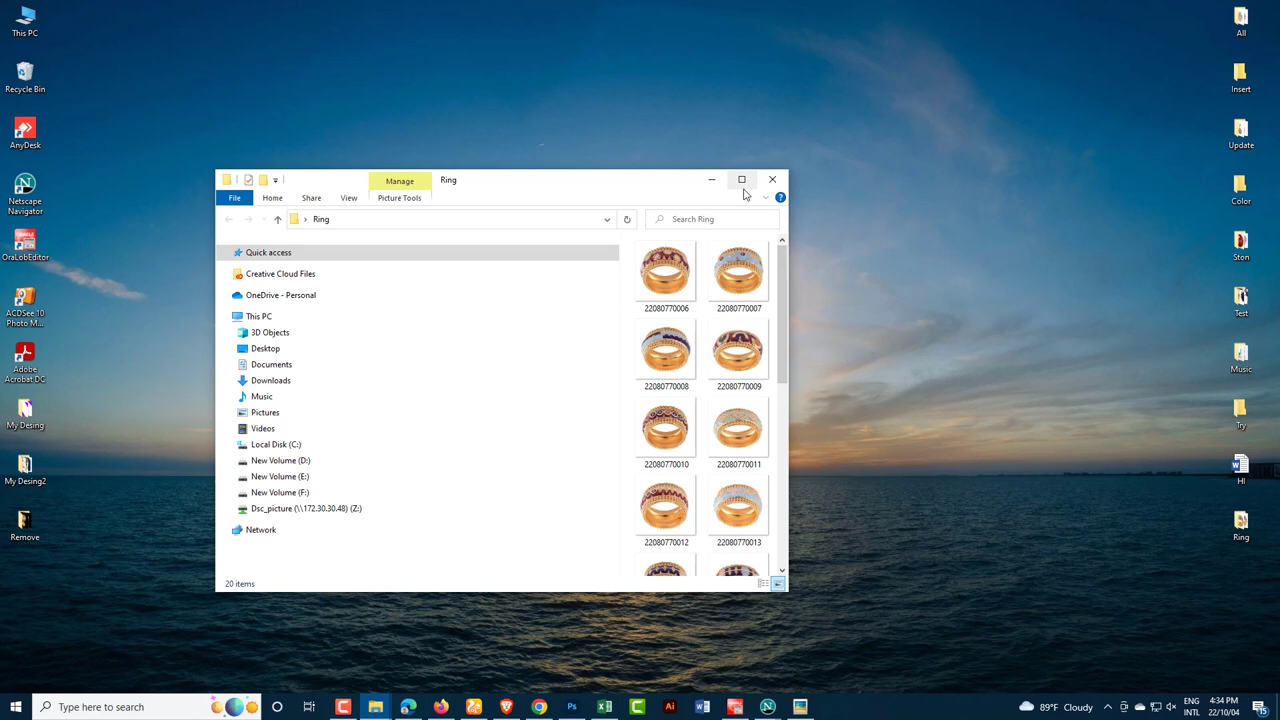 This PC
Recycle Bin
AnyDesk
Netscape
Navigator
OraLobEditor
ACDSee 10
Photo M...
Adobe
Acrobat DC
My Desing
My Desing2
Remove
Manage
Ring
File
Home
Share
View
Picture Tools
Ring
Search Ring
Quick access
Creative Cloud Files
OneDrive - Personal
This PC
3D Objects
Desktop
Documents
Downloads
Music
Pictures
Videos
Local Disk (C:)
New Volume (D:)
New Volume (E:)
New Volume (F:)
Dsc_picture (\\172.30.30.48) (Z:)
Network
22080770006
22080770007
22080770008
22080770009
22080770010
22080770011
22080770012
22080770013
20 items
All
Insert
Update
Color
Ston
Test
Music
Try
HI
Ring
Type here to search
89°F Cloudy
ENG
INTL
4:34 PM
22/10/04
15